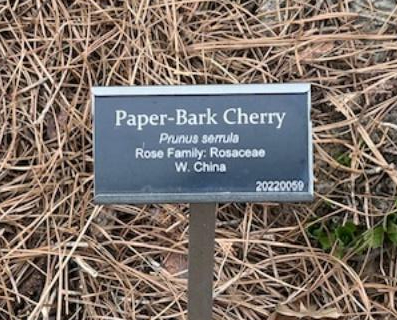 Paper-Bark Cherry
Prunus serrula
Rose Family: Rosaceae
W. China
20220059